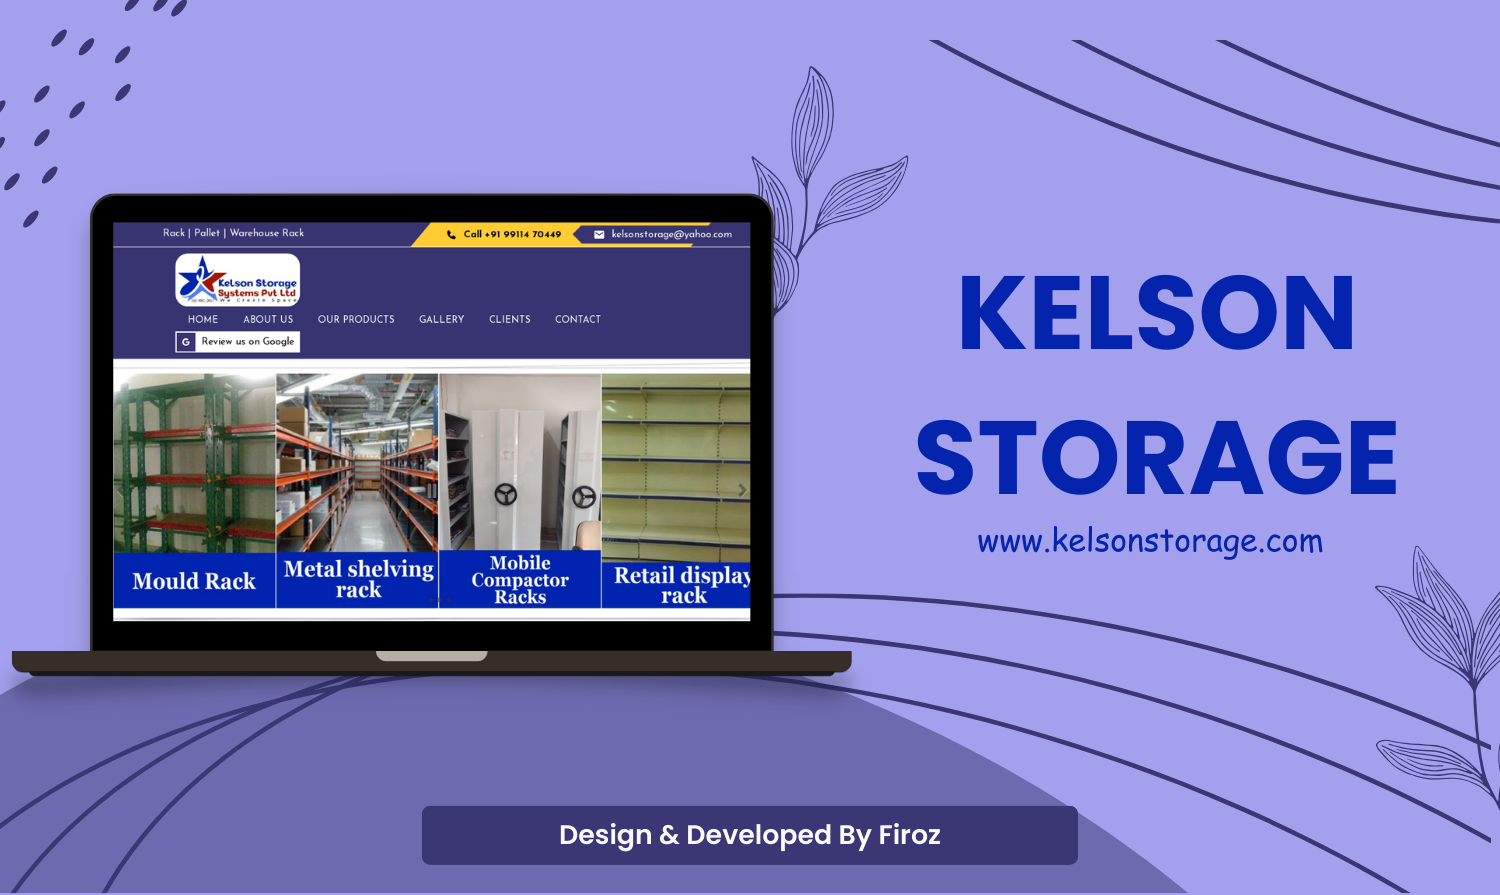 Rack | Pallet | Warehouse Rack
Call +91 99114 70449
kelsonstorage@yahoo.com
Kelson Storage
Systems Pvt Ltd
We Create Space
HOME ABOUT US OUR PRODUCTS GALLERY CLIENTS CONTACT
G Review us on Google
Mould Rack
Metal shelving
rack
Mobile
Compactor
Racks
Retail display
rack
KELSON
STORAGE
www.kelsonstorage.com
Design & Developed By Firoz